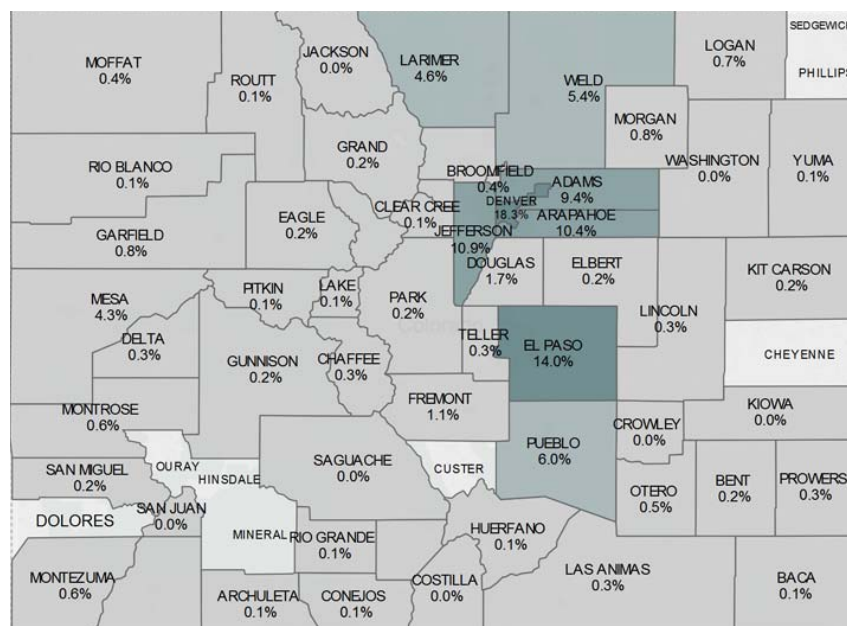 MOFFAT
0.4%
ROUTT
0.1%
JACKSON
0.0%
LARIMER
4.6%
WELD
5.4%
LOGAN
0.7%
SEDGEWICK
PHILLIPS
MORGAN
0.8%
RIO BLANCO
0.1%
GRAND
0.2%
BROOMFIELD
0.4%
ADAMS
9.4%
WASHINGTON
0.0%
YUMA
0.1%
GARFIELD
0.8%
EAGLE
0.2%
CLEAR CREE
0.1%
DENVER
18.3%
JEFFERSON
10.9%
ARAPAHOE
10.4%
DOUGLAS
1.7%
ELBERT
0.2%
KIT CARSON
0.2%
MESA
4.3%
PITKIN
0.1%
LAKE
0.1%
PARK
0.2%
LINCOLN
0.3%
DELTA
0.3%
GUNNISON
0.2%
CHAFFEE
0.3%
TELLER
0.3%
EL PASO
14.0%
CHEYENNE
MONTROSE
0.6%
FREMONT
1.1%
CROWLEY
0.0%
KIOWA
0.0%
SAN MIGUEL
0.2%
OURAY
HINSDALE
SAGUACHE
0.0%
CUSTER
PUEBLO
6.0%
OTERO
0.5%
BENT
0.2%
PROWERS
0.3%
DOLORES
SAN JUAN
0.0%
MINERAL
RIO GRANDE
0.1%
HUERFANO
0.1%
MONTEZUMA
0.6%
ARCHULETA
0.1%
CONEJOS
0.1%
COSTILLA
0.0%
LAS ANIMAS
0.3%
BACA
0.1%